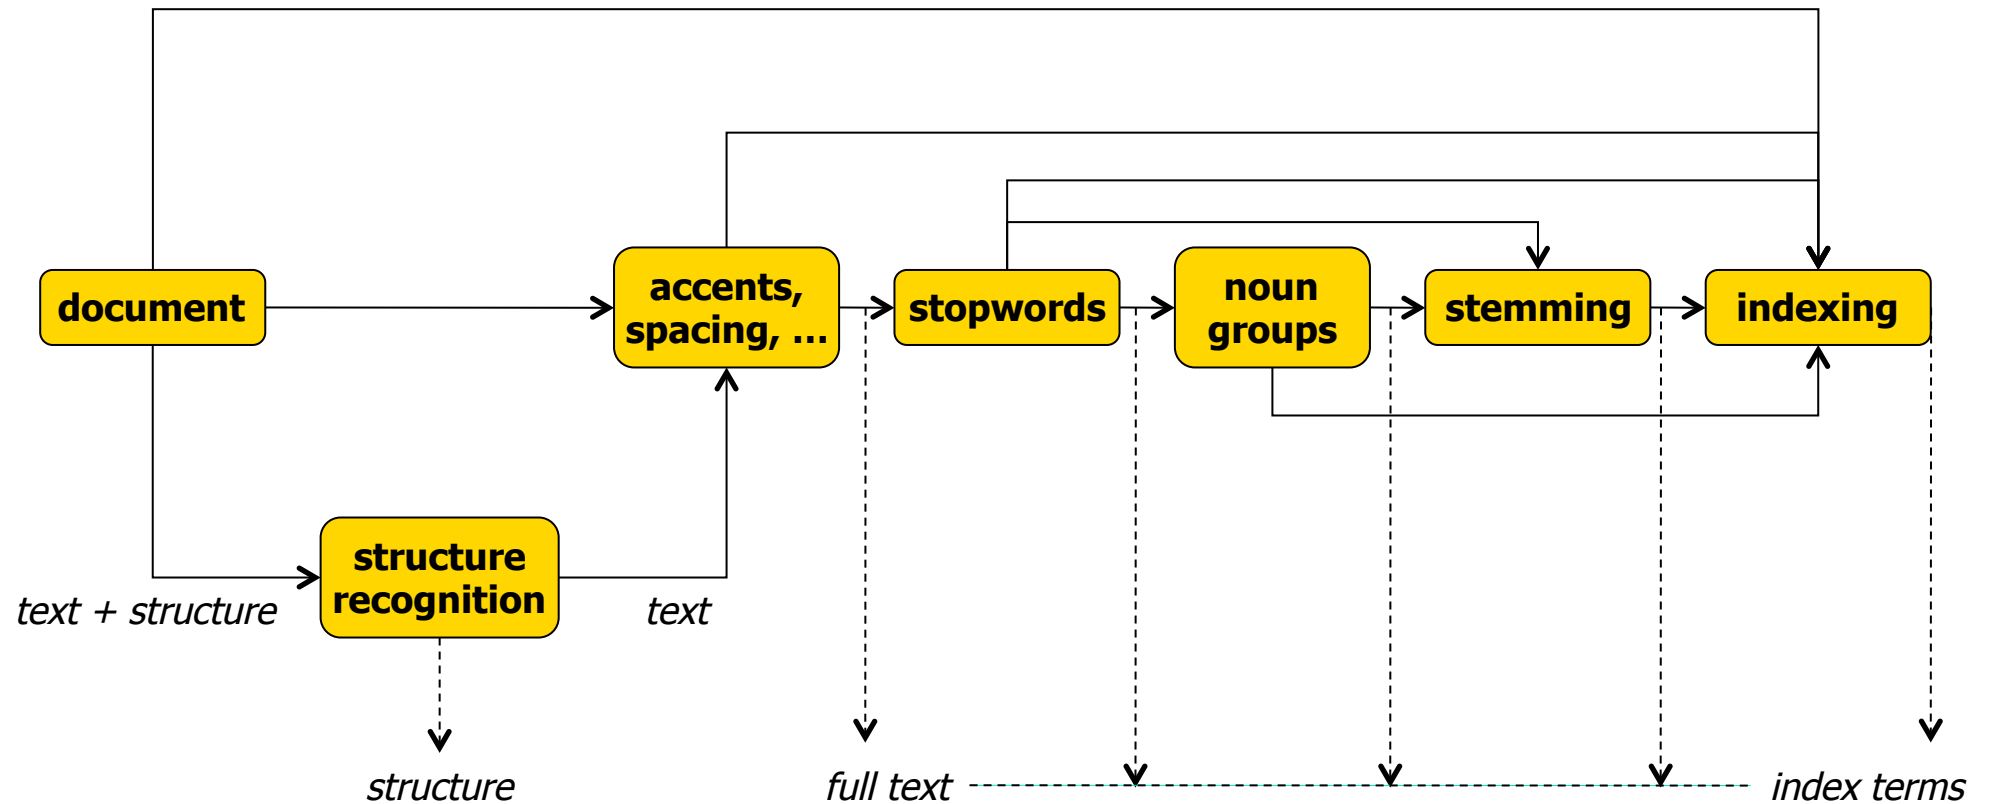 accents,
spacing, ...
noun
groups
document
stopwords
stemming
indexing
structure
recognition
text + structure
text
structure
full text
index terms